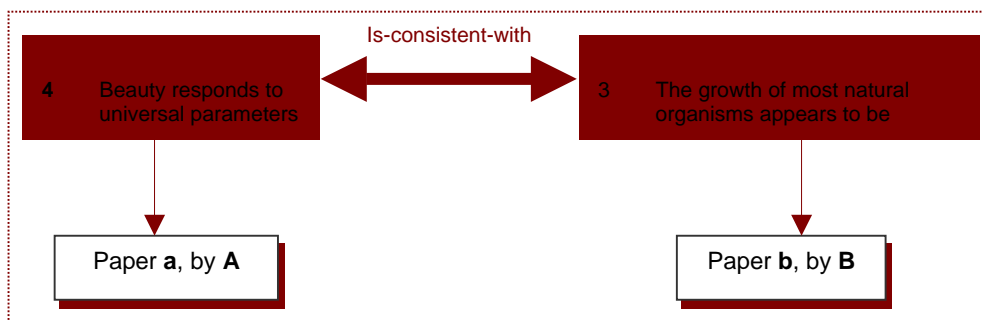 Is-consistent-with
4 Beauty responds to
universal parameters
3 The growth of most natural
organisms appears to be
Paper a, by A
Paper b, by B